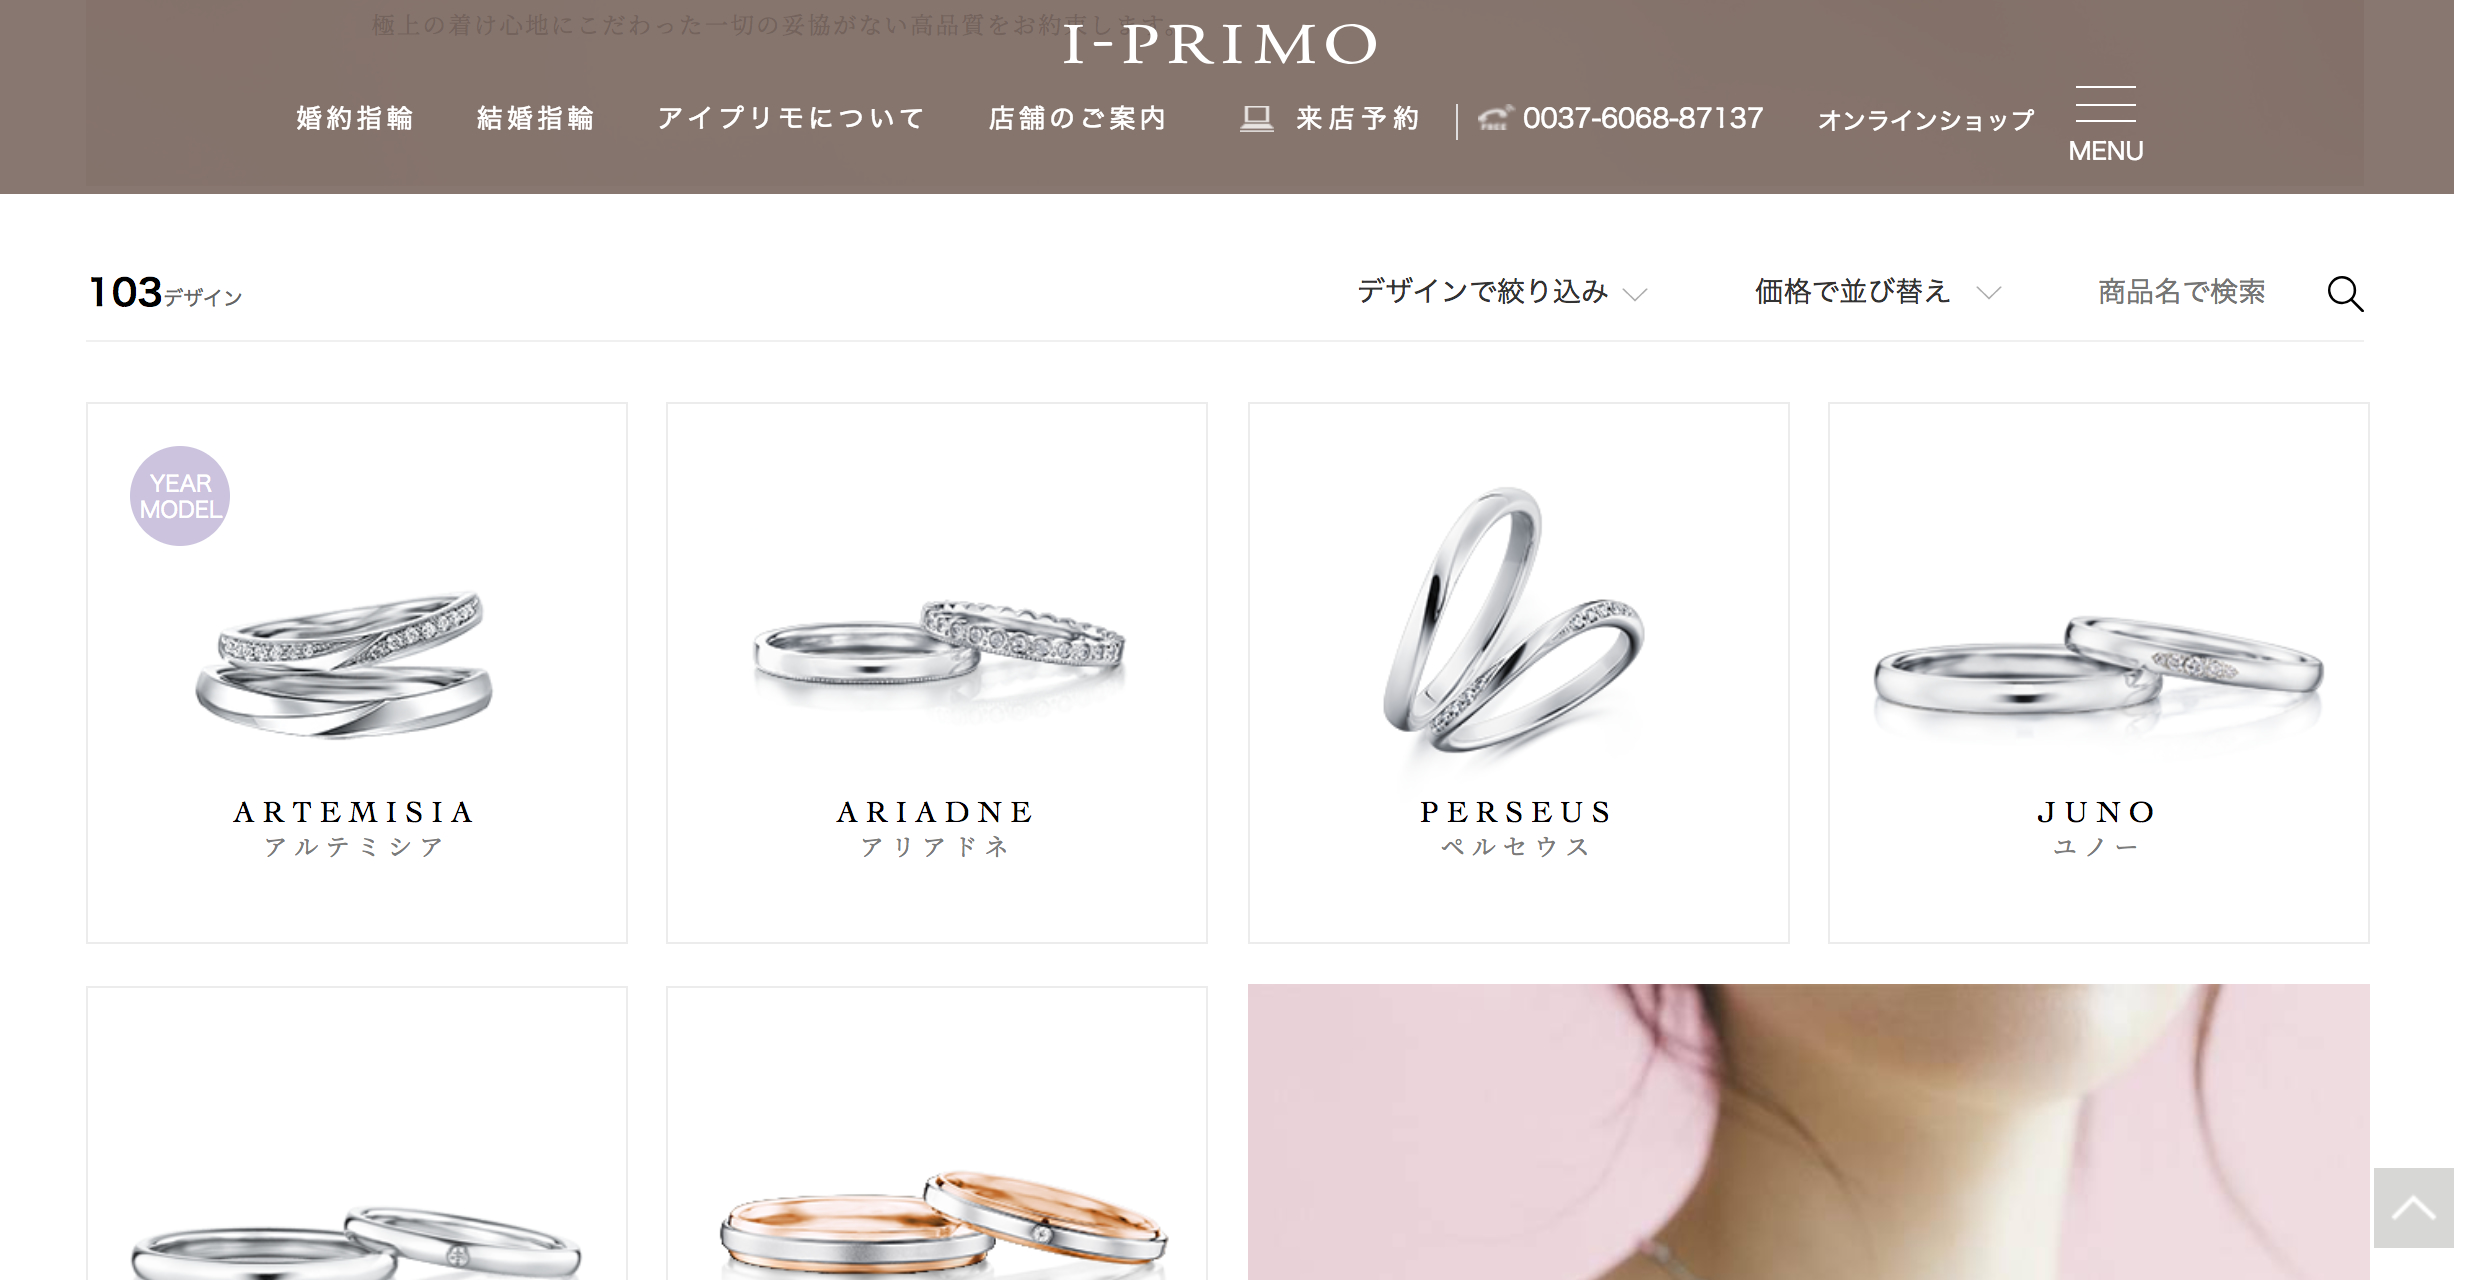 極上の着け心地にこだわった一切の妥協がない高品質をお約束します。
I-PRIMO
婚約指輪 結婚指輪 アイプリモについて 店舗のご案内 来店予約 FREE 0037-6068-87137 オンラインショップ
MENU
103デザイン デザインで絞り込み 価格で並び替え 商品名で検索
YEAR
MODEL
ARTEMISIA
アルテミシア
ARIADNE
アリアドネ
PERSEUS
ペルセウス
JUNO
ユノー